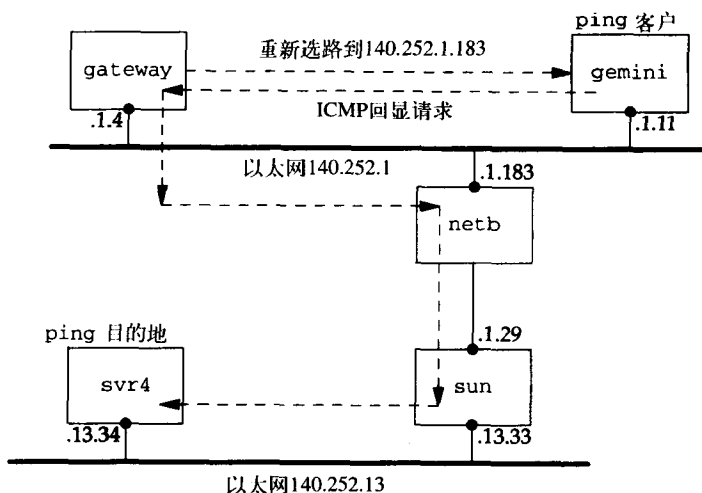 ping 客户
重新选路到140.252.1.183
gateway
gemini
ICMP回显请求
.1.4
.1.11
以太网140.252.1
.1.183
netb
ping 目的地
.1.29
svr4
sun
.13.34
.13.33
以太网140.252.13